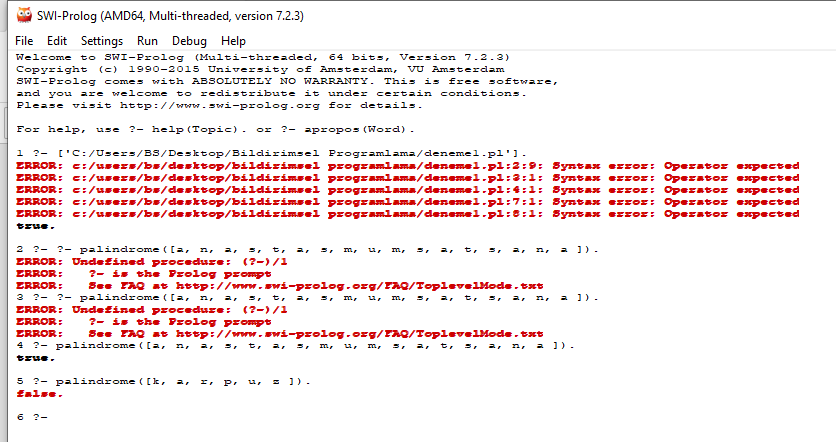 SWI-Prolog (AMD64, Multi-threaded, version 7.2.3)
File Edit Settings Run Debug Help
Welcome to SWI-Prolog (Multi-threaded, 64 bits, Version 7.2.3)
Copyright (c) 1990-2015 University of Amsterdam, VU Amsterdam
SWI-Prolog comes with ABSOLUTELY NO WARRANTY. This is free software,
and you are welcome to redistribute it under certain conditions.
Please visit http://www.swi-prolog.org for details.
For help, use ?- help(Topic). or ?- apropos(Word).
1 ?- ['C:/Users/BS/Desktop/Bildirimsel Programlama/deneme1.pl'].
ERROR: c:/users/bs/desktop/bildirimsel programlama/deneme1.pl:2:9: Syntax error: Operator expected
ERROR: c:/users/bs/desktop/bildirimsel programlama/deneme1.pl:3:1: Syntax error: Operator expected
ERROR: c:/users/bs/desktop/bildirimsel programlama/deneme1.pl:4:1: Syntax error: Operator expected
ERROR: c:/users/bs/desktop/bildirimsel programlama/deneme1.pl:7:1: Syntax error: Operator expected
ERROR: c:/users/bs/desktop/bildirimsel programlama/deneme1.pl:8:1: Syntax error: Operator expected
true.
2 ?- ?- palindrome([a, n, a, s, t, a, s, m, u, m, s, a, t, s, a, n, a ]).
ERROR: Undefined procedure: (?-)/1
ERROR:   ?- is the Prolog prompt
ERROR:   See FAQ at http://www.swi-prolog.org/FAQ/ToplevelMode.txt
3 ?- ?- palindrome([a, n, a, s, t, a, s, m, u, m, s, a, t, s, a, n, a ]).
ERROR: Undefined procedure: (?-)/1
ERROR:   ?- is the Prolog prompt
ERROR:   See FAQ at http://www.swi-prolog.org/FAQ/ToplevelMode.txt
4 ?- palindrome([a, n, a, s, t, a, s, m, u, m, s, a, t, s, a, n, a ]).
true.
5 ?- palindrome([k, a, r, p, u, z ]).
false.
6 ?-